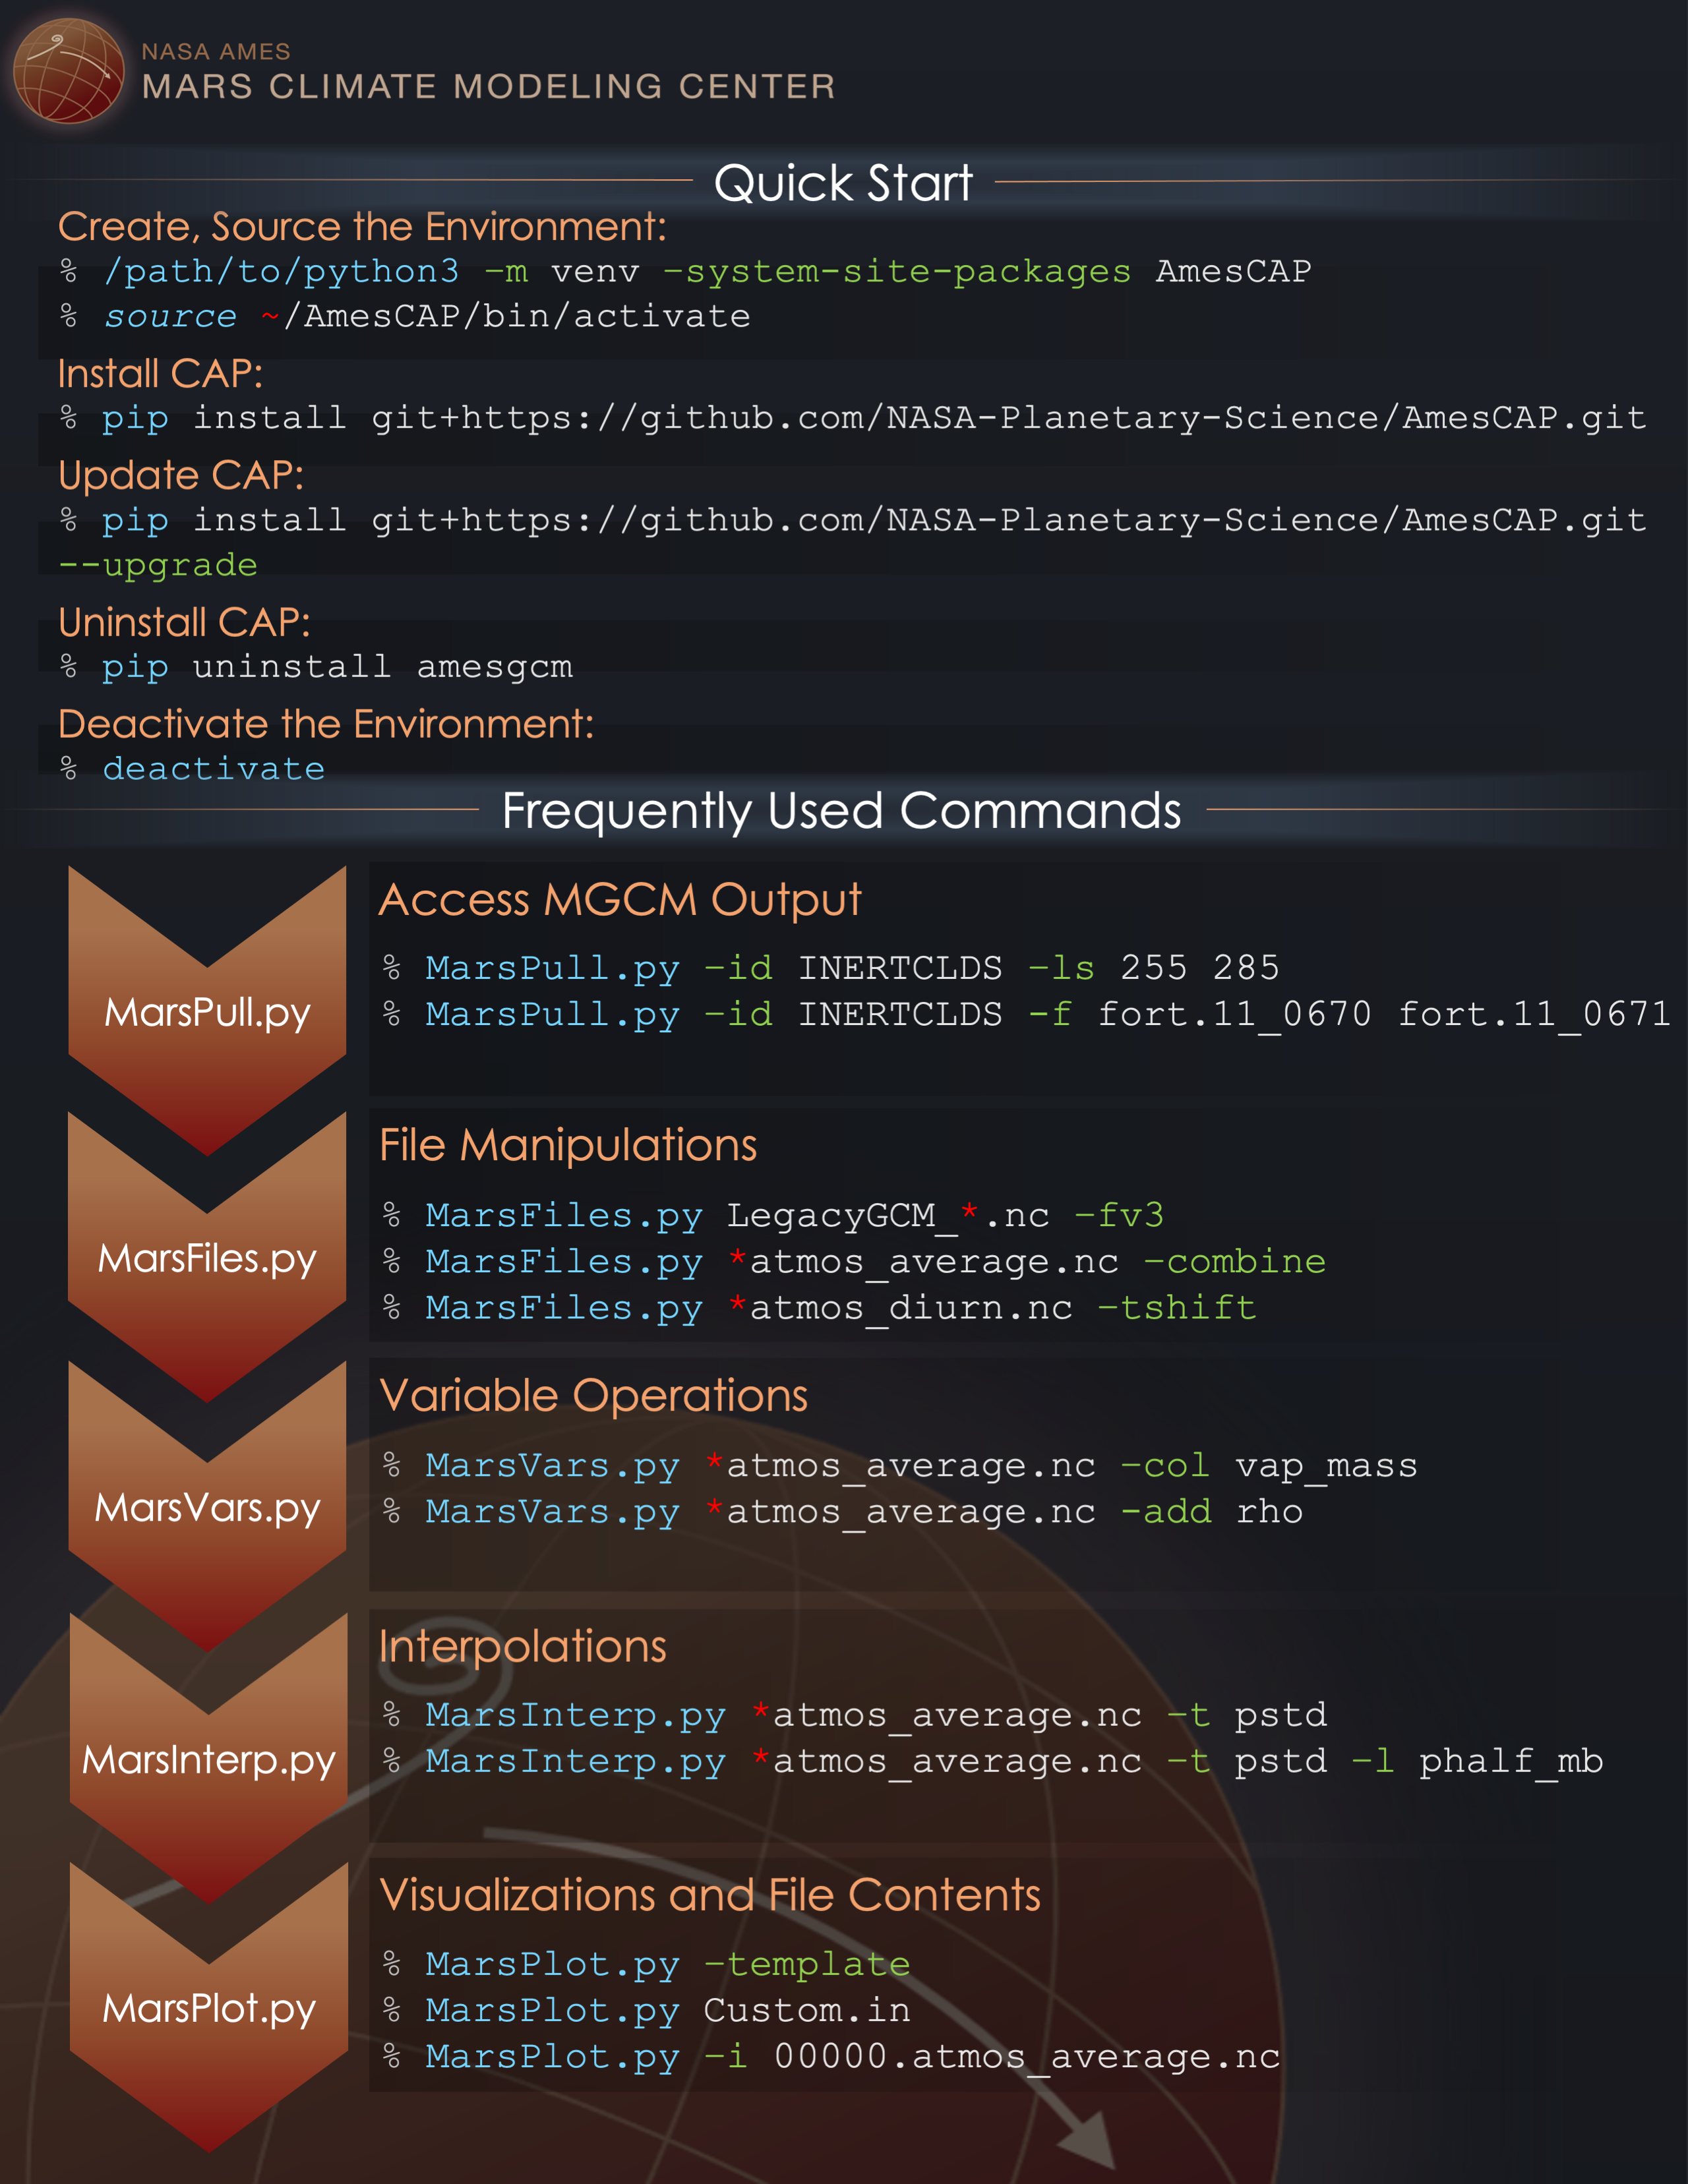 NASA AMES
MARS CLIMATE MODELING CENTER
Quick Start
Create, Source the Environment:
% /path/to/python3 –m venv –system-site-packages AmesCAP
% source ~/AmesCAP/bin/activate
Install CAP:
% pip install git+https://github.com/NASA-Planetary-Science/AmesCAP.git
Update CAP:
% pip install git+https://github.com/NASA-Planetary-Science/AmesCAP.git
--upgrade
Uninstall CAP:
% pip uninstall amesgcm
Deactivate the Environment:
% deactivate
Frequently Used Commands
MarsPull.py
Access MGCM Output
% MarsPull.py –id INERTCLDS –ls 255 285
% MarsPull.py –id INERTCLDS -f fort.11_0670 fort.11_0671
MarsFiles.py
File Manipulations
% MarsFiles.py LegacyGCM_*.nc –fv3
% MarsFiles.py *atmos_average.nc –combine
% MarsFiles.py *atmos_diurn.nc –tshift
MarsVars.py
Variable Operations
% MarsVars.py *atmos_average.nc –col vap_mass
% MarsVars.py *atmos_average.nc -add rho
MarsInterp.py
Interpolations
% MarsInterp.py *atmos_average.nc –t pstd
% MarsInterp.py *atmos_average.nc –t pstd –l phalf_mb
MarsPlot.py
Visualizations and File Contents
% MarsPlot.py –template
% MarsPlot.py Custom.in
% MarsPlot.py –i 00000.atmos_average.nc